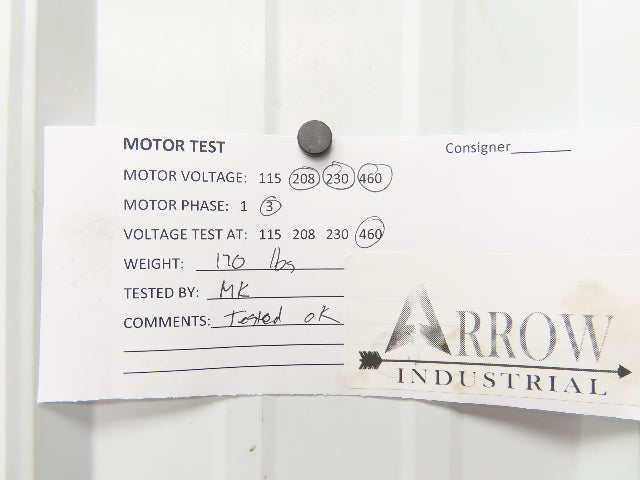 MOTOR TEST
Consigner
MOTOR VOLTAGE: 115 208 230 460
MOTOR PHASE: 1 3
VOLTAGE TEST AT: 115 208 230 460
WEIGHT: 170 lbs
TESTED BY: MK
COMMENTS: Tested OK
ARROW
INDUSTRIAL